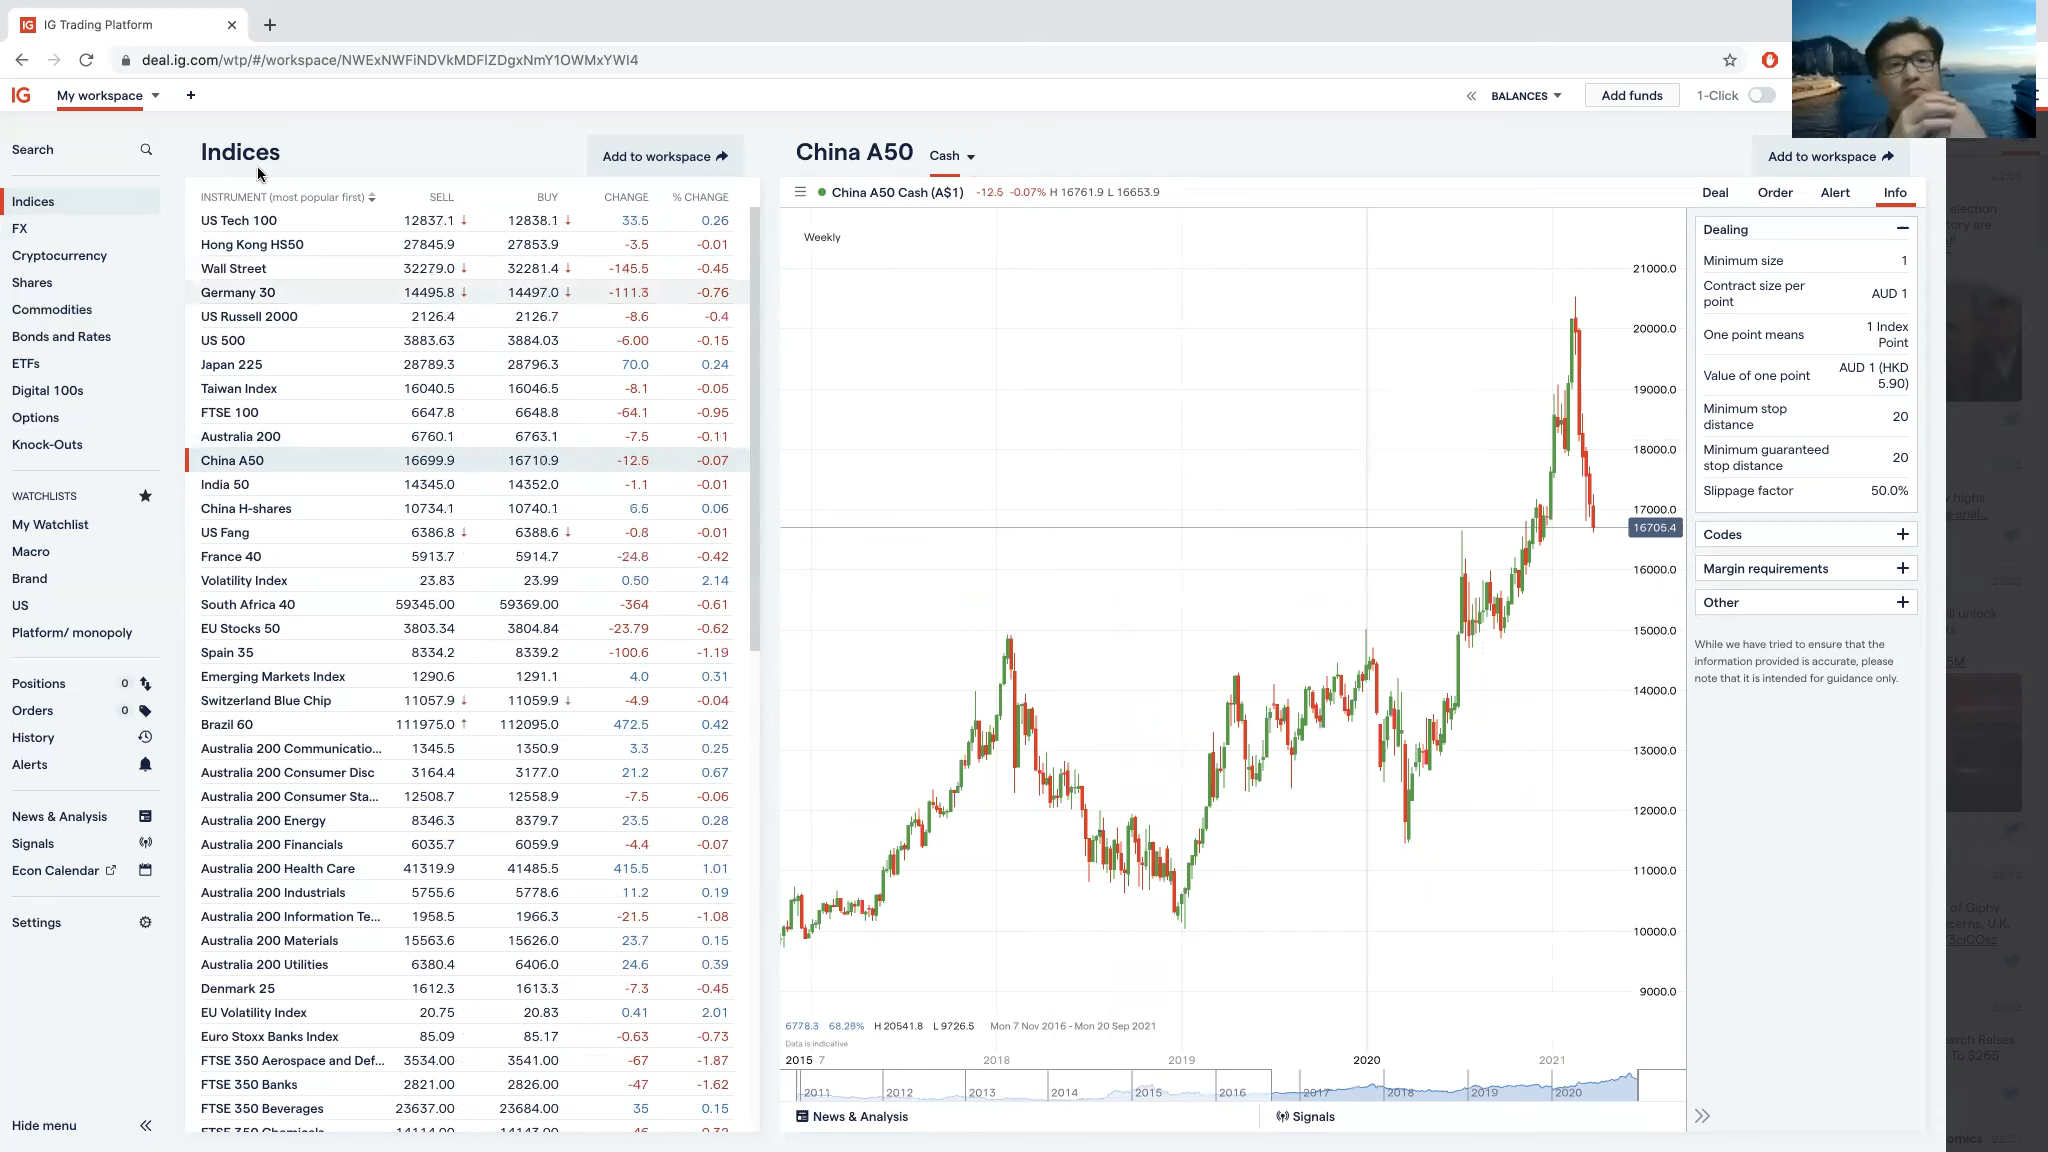 IG Trading Platform
deal.ig.com/wtp/#/workspace/NWExNWFiNDVkMDFlZDgxNmY1OWMxYWI4
IG My workspace BALANCES Add funds 1-Click
Search
Indices
FX
Cryptocurrency
Shares
Commodities
Bonds and Rates
ETFs
Digital 100s
Options
Knock-Outs
WATCHLISTS
My Watchlist
Macro
Brand
US
Platform/ monopoly
Positions 0
Orders 0
History
Alerts
News & Analysis
Signals
Econ Calendar
Settings
Hide menu
Indices Add to workspace
INSTRUMENT (most popular first) SELL BUY CHANGE % CHANGE
US Tech 100 12837.1 12838.1 33.5 0.26
Hong Kong HS50 27845.9 27853.9 -3.5 -0.01
Wall Street 32279.0 32281.4 -145.5 -0.45
Germany 30 14495.8 14497.0 -111.3 -0.76
US Russell 2000 2126.4 2126.7 -8.6 -0.4
US 500 3883.63 3884.03 -6.00 -0.15
Japan 225 28789.3 28796.3 70.0 0.24
Taiwan Index 16040.5 16046.5 -8.1 -0.05
FTSE 100 6647.8 6648.8 -64.1 -0.95
Australia 200 6760.1 6763.1 -7.5 -0.11
China A50 16699.9 16710.9 -12.5 -0.07
India 50 14345.0 14352.0 -1.1 -0.01
China H-shares 10734.1 10740.1 6.5 0.06
US Fang 6386.8 6388.6 -0.8 -0.01
France 40 5913.7 5914.7 -24.8 -0.42
Volatility Index 23.83 23.99 0.50 2.14
South Africa 40 59345.00 59369.00 -364 -0.61
EU Stocks 50 3803.34 3804.84 -23.79 -0.62
Spain 35 8334.2 8339.2 -100.6 -1.19
Emerging Markets Index 1290.6 1291.1 4.0 0.31
Switzerland Blue Chip 11057.9 11059.9 -4.9 -0.04
Brazil 60 111975.0 112095.0 472.5 0.42
Australia 200 Communicatio... 1345.5 1350.9 3.3 0.25
Australia 200 Consumer Disc 3164.4 3177.0 21.2 0.67
Australia 200 Consumer Sta... 12508.7 12558.9 -7.5 -0.06
Australia 200 Energy 8346.3 8379.7 23.5 0.28
Australia 200 Financials 6035.7 6059.9 -4.4 -0.07
Australia 200 Health Care 41319.9 41485.5 415.5 1.01
Australia 200 Industrials 5755.6 5778.6 11.2 0.19
Australia 200 Information Te... 1958.5 1966.3 -21.5 -1.08
Australia 200 Materials 15563.6 15626.0 23.7 0.15
Australia 200 Utilities 6380.4 6406.0 24.6 0.39
Denmark 25 1612.3 1613.3 -7.3 -0.45
EU Volatility Index 20.75 20.83 0.41 2.01
Euro Stoxx Banks Index 85.09 85.17 -0.63 -0.73
FTSE 350 Aerospace and Def... 3534.00 3541.00 -67 -1.87
FTSE 350 Banks 2821.00 2826.00 -47 -1.62
FTSE 350 Beverages 23637.00 23684.00 35 0.15
China A50 Cash Add to workspace
China A50 Cash (A$1) -12.5 -0.07% H 16761.9 L 16653.9
Deal Order Alert Info
Weekly
21000.0
20000.0
19000.0
18000.0
17000.0
16705.4
16000.0
15000.0
14000.0
13000.0
12000.0
11000.0
10000.0
9000.0
6778.3 68.29% H 20541.8 L 9726.5 Mon 7 Nov 2016 - Mon 20 Sep 2021
Data is indicative
2015 7 2018 2019 2020 2021
2011 2012 2013 2014 2015 2016 2017 2018 2019 2020
News & Analysis Signals
Dealing
Minimum size 1
Contract size per point AUD 1
One point means 1 Index Point
Value of one point AUD 1 (HKD 5.90)
Minimum stop distance 20
Minimum guaranteed stop distance 20
Slippage factor 50.0%
Codes
Margin requirements
Other
While we have tried to ensure that the
information provided is accurate, please
note that it is intended for guidance only.